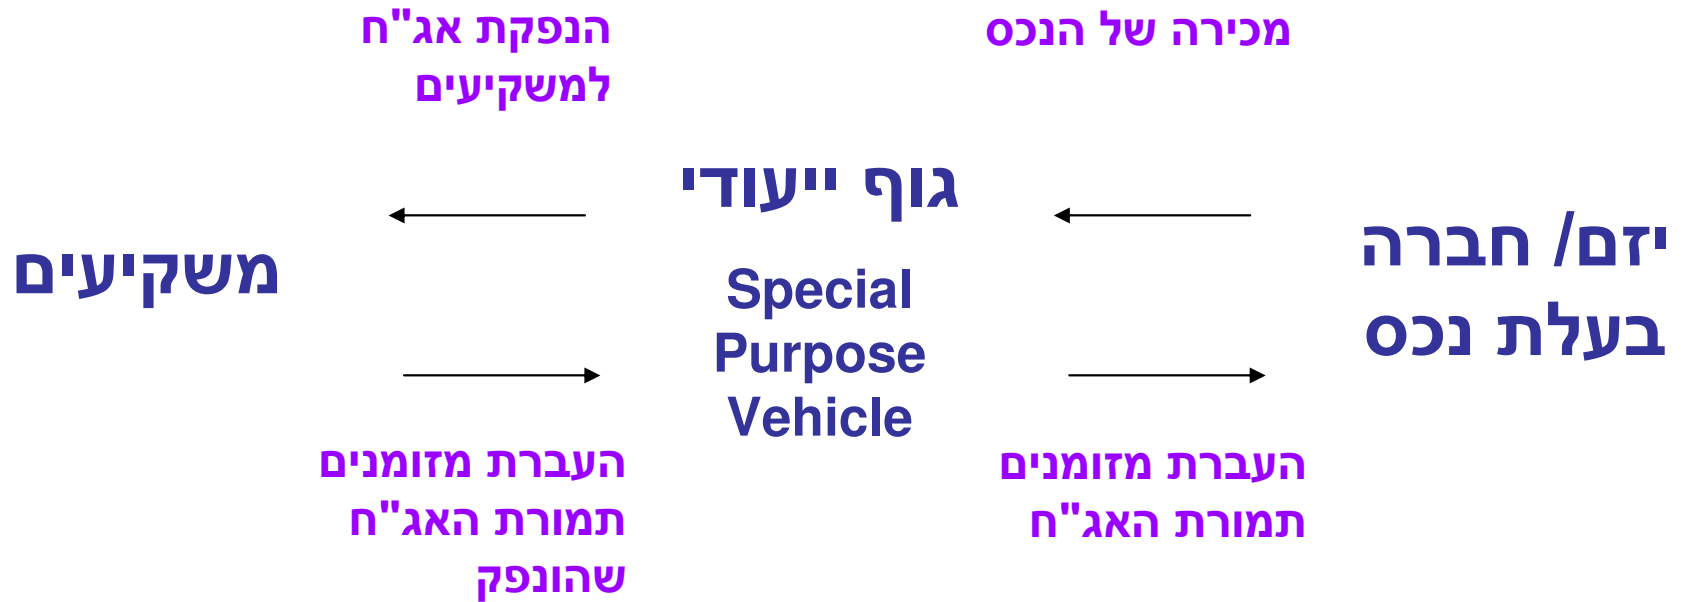 מכירה של הנכס
הנפקת אג"ח
למשקיעים
יזם/ חברה
בעלת נכס
גוף ייעודי
Special
Purpose
Vehicle
משקיעים
העברת מזומנים
תמורת האג"ח
העברת מזומנים
תמורת האג"ח
שהונפק